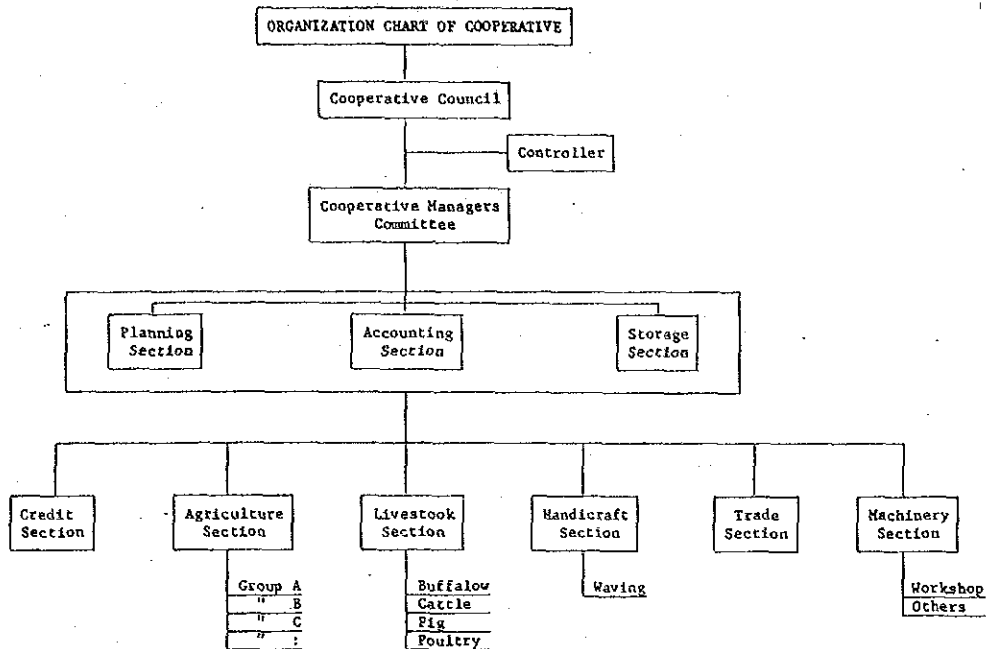 ORGANIZATION CHART OF COOPERATIVE
Cooperative Council
Controller
Cooperative Managers
Committee
Planning
Section
Accounting
Section
Storage
Section
Credit
Section
Agriculture
Section
Livestook
Section
Handicraft
Section
Trade
Section
Machinery
Section
Group A
" B
" C
" :
Buffalow
Cattle
Pig
Poultry
Waving
Workshop
Others